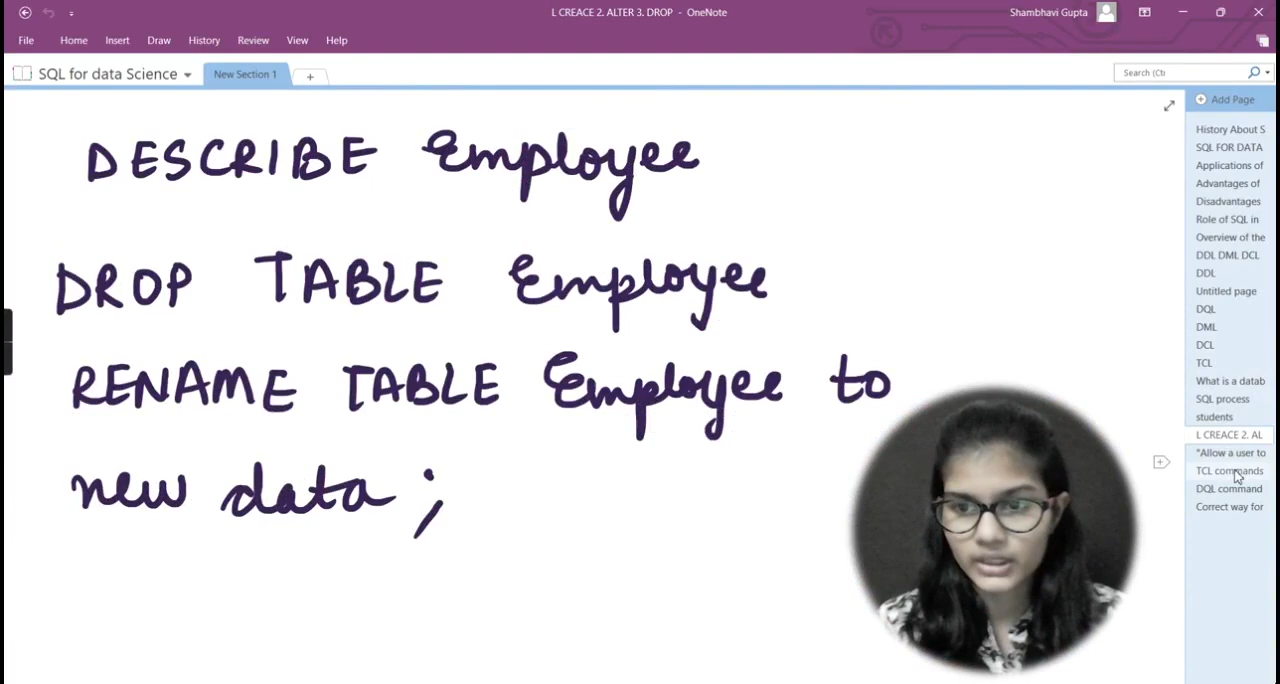 L CREACE 2. ALTER 3. DROP - OneNote
Shambhavi Gupta
File Home Insert Draw History Review View Help
SQL for data Science
New Section 1
Search (Ctr
Add Page
DESCRIBE Employee
DROP TABLE Employee
RENAME TABLE Employee to
new data ;
History About S
SQL FOR DATA
Applications of
Advantages of
Disadvantages
Role of SQL in
Overview of the
DDL DML DCL
DDL
Untitled page
DQL
DML
DCL
TCL
What is a datab
SQL process
students
L CREACE 2. AL
"Allow a user to
TCL commands
DQL command
Correct way for